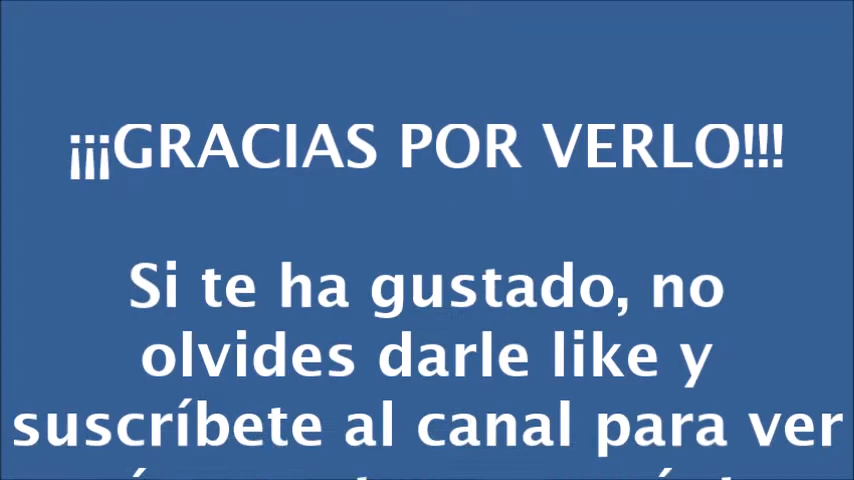 ¡¡¡GRACIAS POR VERLO!!!
Si te ha gustado, no
olvides darle like y
suscríbete al canal para ver